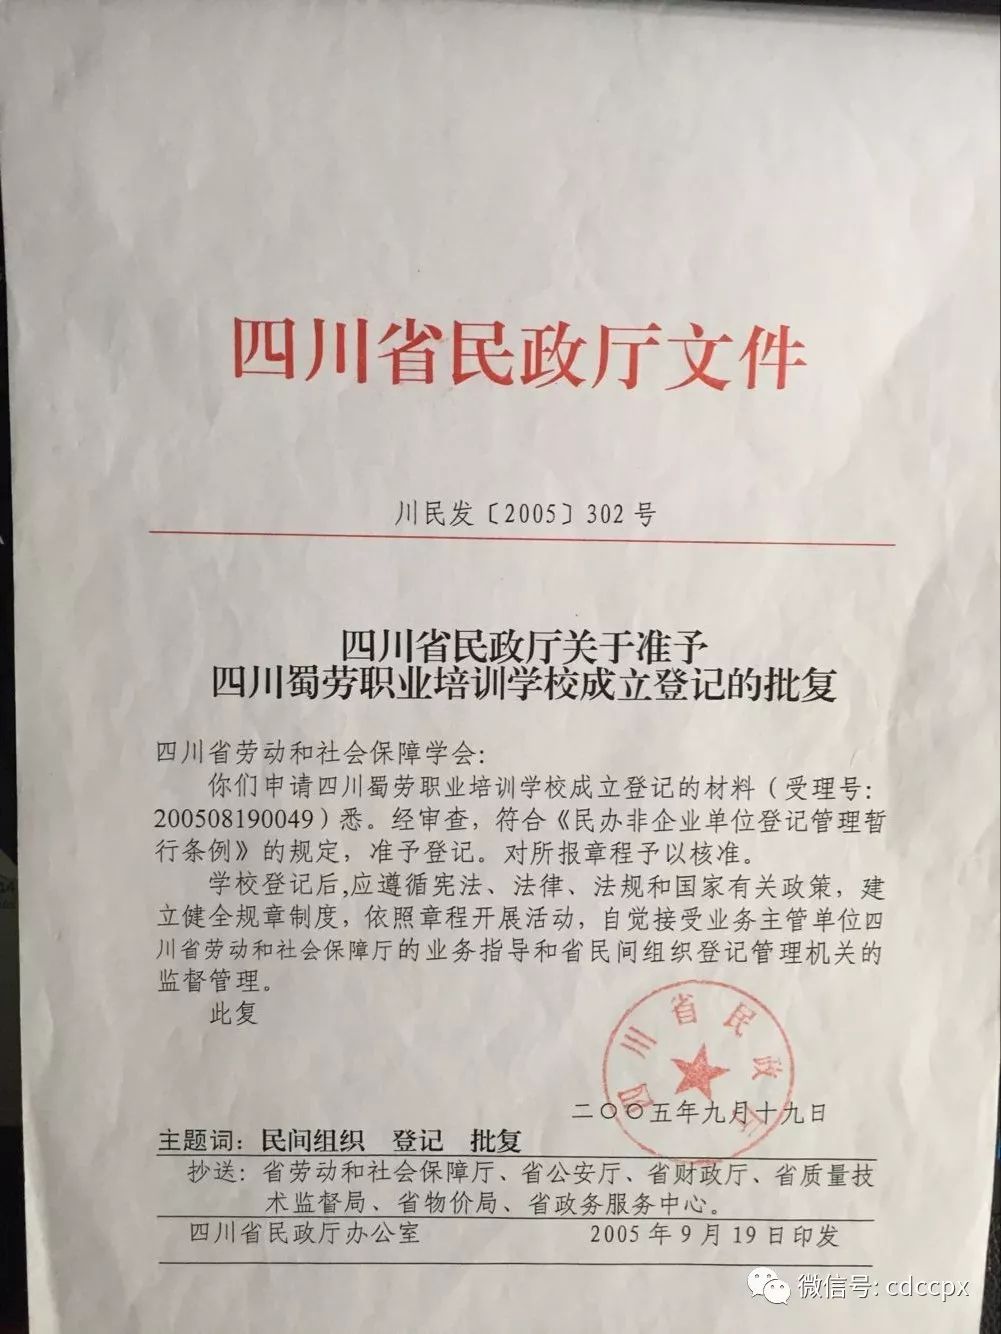 四川省民政厅文件
川民发〔2005〕302号
四川省民政厅关于准予
四川蜀劳职业培训学校成立登记的批复
四川省劳动和社会保障学会：
你们申请四川蜀劳职业培训学校成立登记的材料（受理号：
200508190049）悉。经审查，符合《民办非企业单位登记管理暂
行条例》的规定，准予登记。对所报章程予以核准。
学校登记后,应遵循宪法、法律、法规和国家有关政策，建
立健全规章制度，依照章程开展活动，自觉接受业务主管单位四
川省劳动和社会保障厅的业务指导和省民间组织登记管理机关的
监督管理。
此复
四川省民政厅
二〇〇五年九月十九日
主题词：民间组织 登记 批复
抄送：省劳动和社会保障厅、省公安厅、省财政厅、省质量技
术监督局、省物价局、省政务服务中心。
四川省民政厅办公室 2005年9月19日印发
微信号: cdccpx